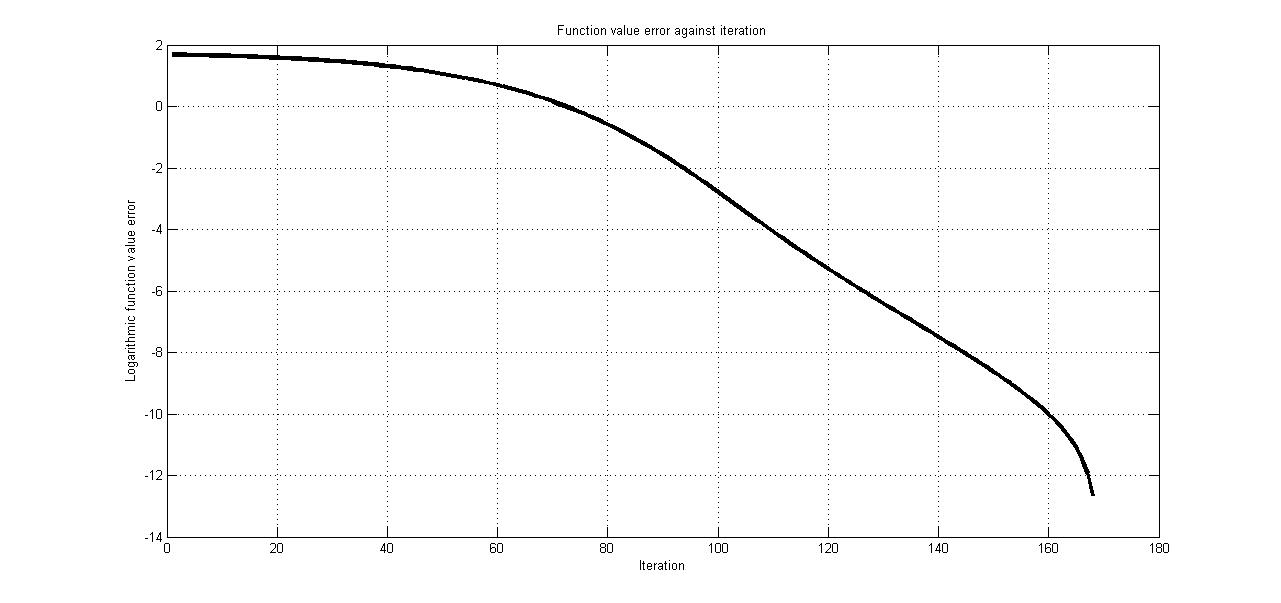 Function value error against iteration
2
0
-2
-4
-6
-8
-10
-12
-14
Logarithmic function value error
0 20 40 60 80 100 120 140 160 180
Iteration